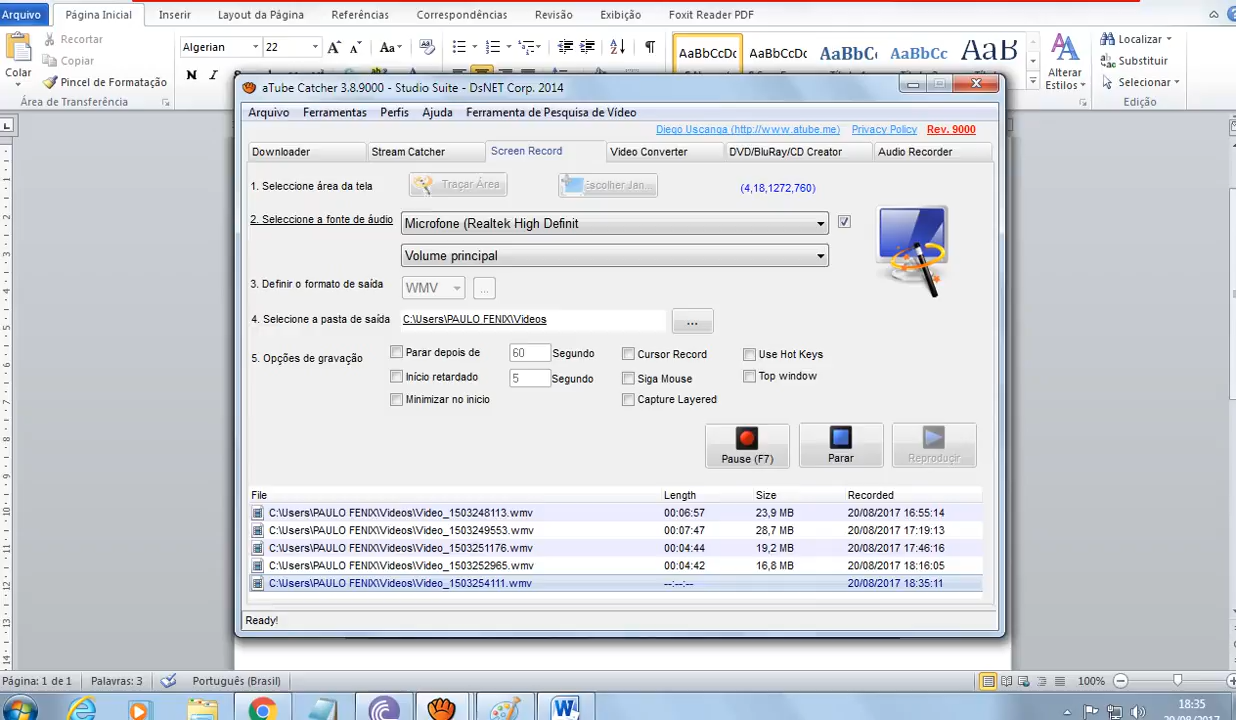 Arquivo Página Inicial Inserir Layout da Página Referências Correspondências Revisão Exibição Foxit Reader PDF
Recortar
Copiar
Pincel de Formatação
Colar
Área de Transferência
Algerian 22 A A Aa
N I
AaBbCcDc AaBbCcDc AaBbCc AaBbCc AaB
Alterar Estilos
Localizar
Substituir
Selecionar
Edição
aTube Catcher 3.8.9000 - Studio Suite - DsNET Corp. 2014
Arquivo Ferramentas Perfis Ajuda Ferramenta de Pesquisa de Vídeo
Diego Uscanga (http://www.atube.me) Privacy Policy Rev. 9000
Downloader Stream Catcher Screen Record Video Converter DVD/BluRay/CD Creator Audio Recorder
1. Seleccione área da tela Traçar Área Escolher Jan (4,18,1272,760)
2. Seleccione a fonte de áudio Microfone (Realtek High Definit
Volume principal
3. Definir o formato de saída WMV ...
4. Selecione a pasta de saída C:\Users\PAULO FENIX\Videos ...
5. Opções de gravação Parar depois de 60 Segundo Cursor Record Use Hot Keys
Início retardado 5 Segundo Siga Mouse Top window
Minimizar no inicio Capture Layered
Pause (F7) Parar Reproduçir
File Length Size Recorded
C:\Users\PAULO FENIX\Videos\Video_1503248113.wmv 00:06:57 23,9 MB 20/08/2017 16:55:14
C:\Users\PAULO FENIX\Videos\Video_1503249553.wmv 00:07:47 28,7 MB 20/08/2017 17:19:13
C:\Users\PAULO FENIX\Videos\Video_1503251176.wmv 00:04:44 19,2 MB 20/08/2017 17:46:16
C:\Users\PAULO FENIX\Videos\Video_1503252965.wmv 00:04:42 16,8 MB 20/08/2017 18:16:05
C:\Users\PAULO FENIX\Videos\Video_1503254111.wmv --:--:-- 20/08/2017 18:35:11
Ready!
Página: 1 de 1 Palavras: 3 Português (Brasil) 100%
18:35
20/08/2017